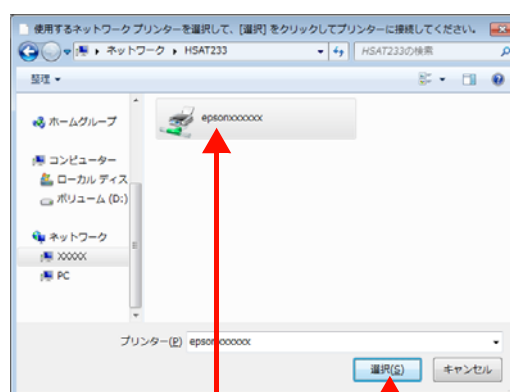 使用するネットワーク プリンターを選択して、[選択] をクリックしてプリンターに接続してください。
ネットワーク HSAT233 HSAT233の検索
整理
ホームグループ
epsonxxxxxx
コンピューター
ローカル ディス
ボリューム (D:)
ネットワーク
XXXXX
PC
プリンター(P) epsonxxxxxx
選択(S) キャンセル